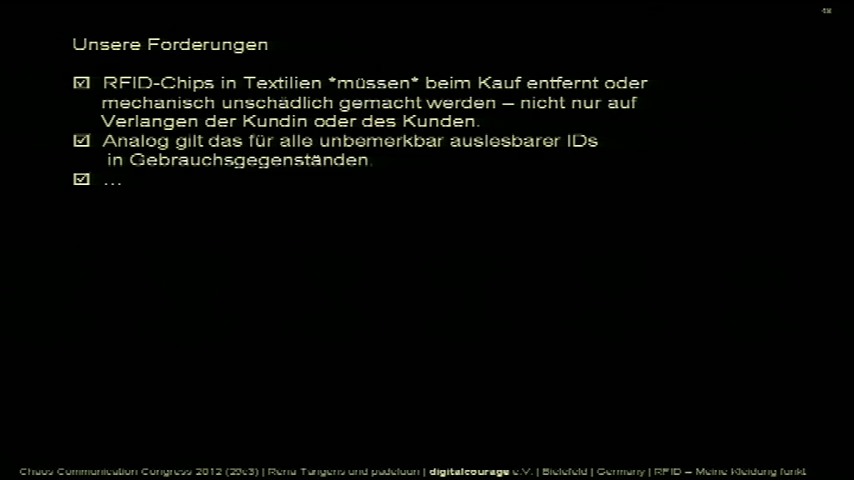 Unsere Forderungen
☑ RFID-Chips in Textilien *müssen* beim Kauf entfernt oder
mechanisch unschädlich gemacht werden – nicht nur auf
Verlangen der Kundin oder des Kunden.
☑ Analog gilt das für alle unbemerkbar auslesbarer IDs
in Gebrauchsgegenständen.
☑ ...
Chaos Communication Congress 2012 (29c3) | Rena Tangens und padeluun | digitalcourage e.V. | Bielefeld | Germany | RFID – Meine Kleidung funkt